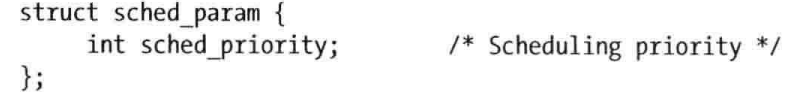 struct sched_param {
    int sched_priority;        /* Scheduling priority */
};